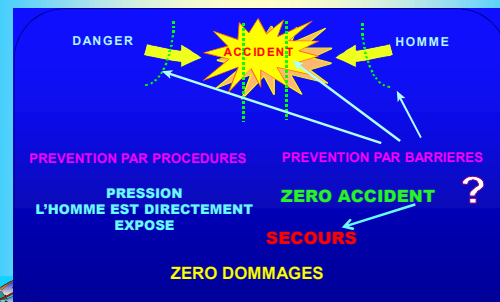 DANGER
ACCIDENT
HOMME
PREVENTION PAR PROCEDURES
PREVENTION PAR BARRIERES
PRESSION
L'HOMME EST DIRECTEMENT
EXPOSE
ZERO ACCIDENT
?
SECOURS
ZERO DOMMAGES